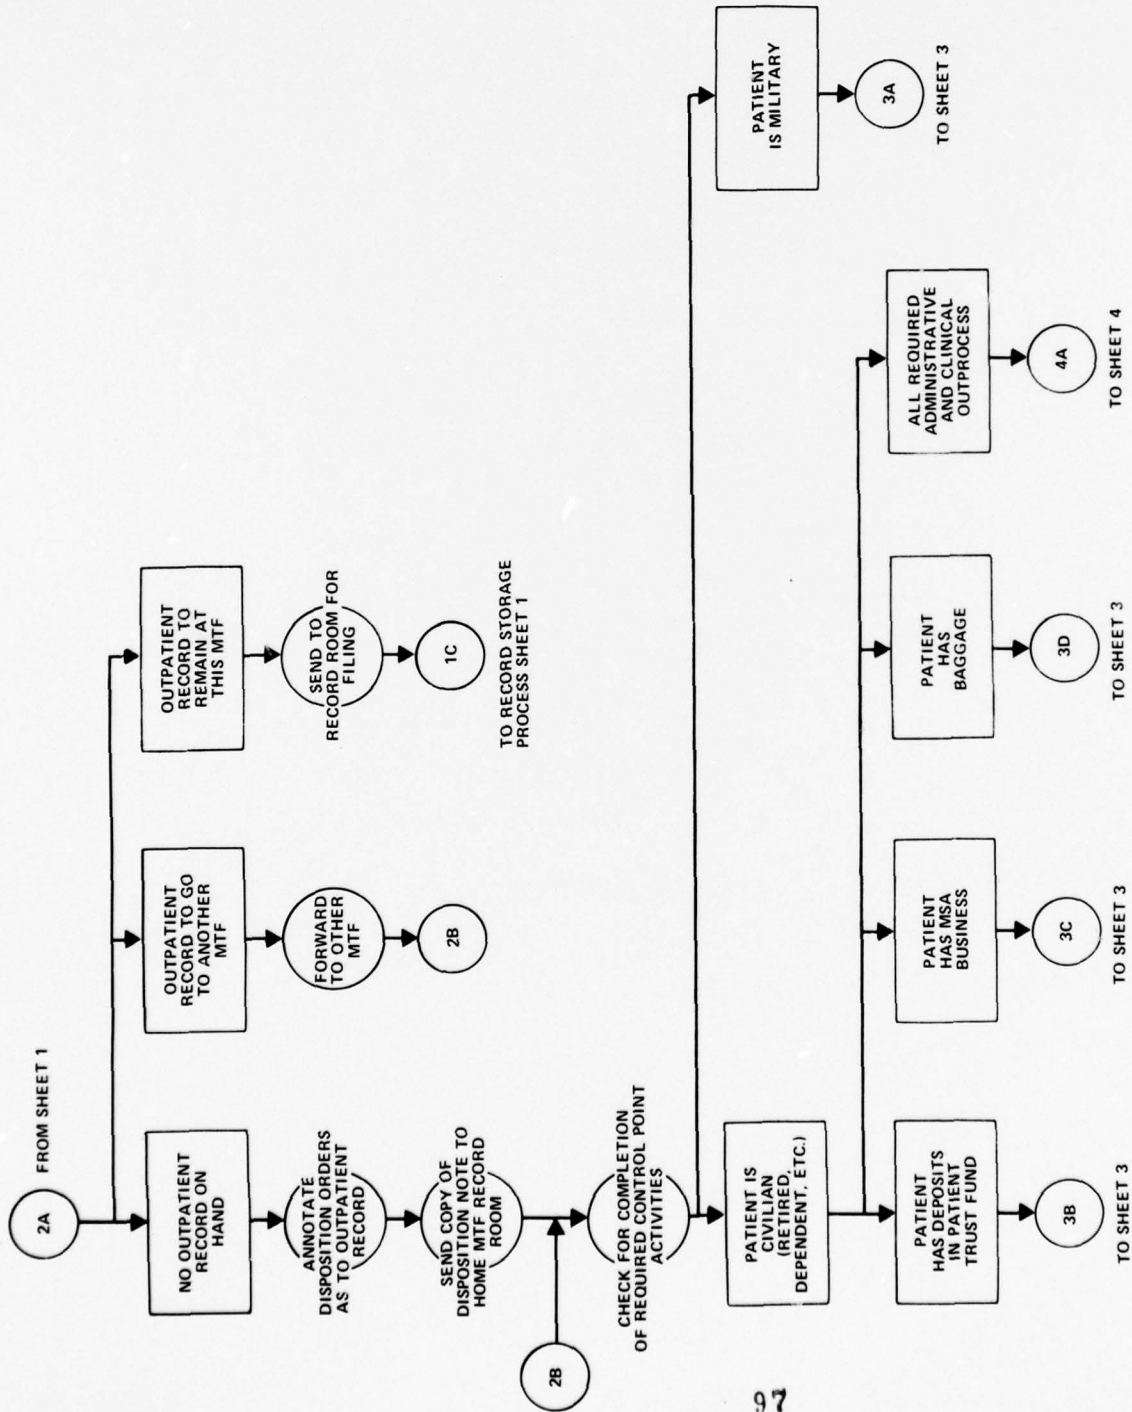 2A
FROM SHEET 1
NO OUTPATIENT
RECORD ON
HAND
OUTPATIENT
RECORD TO GO
TO ANOTHER
MTF
OUTPATIENT
RECORD TO
REMAIN AT
THIS MTF
ANNOTATE
DISPOSITION ORDERS
AS TO OUTPATIENT
RECORD
FORWARD
TO OTHER
MTF
SEND TO
RECORD ROOM FOR
FILING
SEND COPY OF
DISPOSITION NOTE TO
HOME MTF RECORD
ROOM
2B
1C
TO RECORD STORAGE
PROCESS SHEET 1
2B
CHECK FOR COMPLETION
OF REQUIRED CONTROL POINT
ACTIVITIES
PATIENT IS
CIVILIAN
(RETIRED,
DEPENDENT, ETC.)
PATIENT
IS MILITARY
3A
TO SHEET 3
PATIENT
HAS DEPOSITS
IN PATIENT
TRUST FUND
PATIENT
HAS MSA
BUSINESS
PATIENT
HAS
BAGGAGE
ALL REQUIRED
ADMINISTRATIVE
AND CLINICAL
OUTPROCESS
3B
3C
3D
4A
TO SHEET 3
TO SHEET 3
TO SHEET 3
TO SHEET 4
97